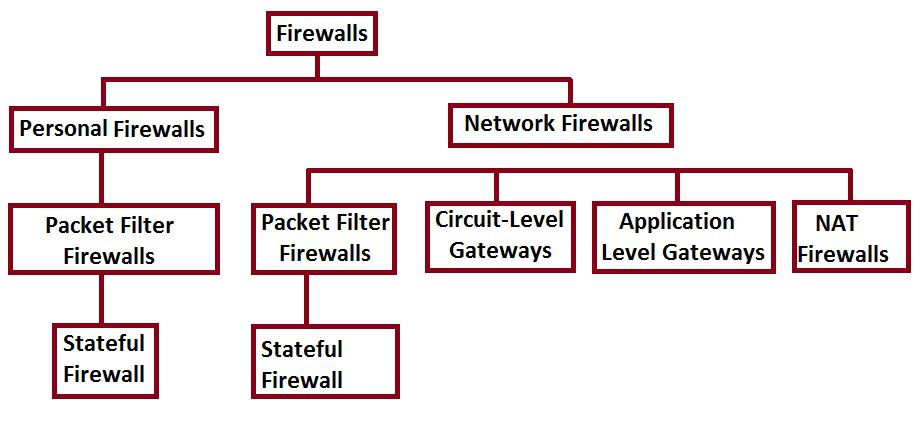 Firewalls
Personal Firewalls
Network Firewalls
Packet Filter
Firewalls
Packet Filter
Firewalls
Circuit-Level
Gateways
Application
Level Gateways
NAT
Firewalls
Stateful
Firewall
Stateful
Firewall